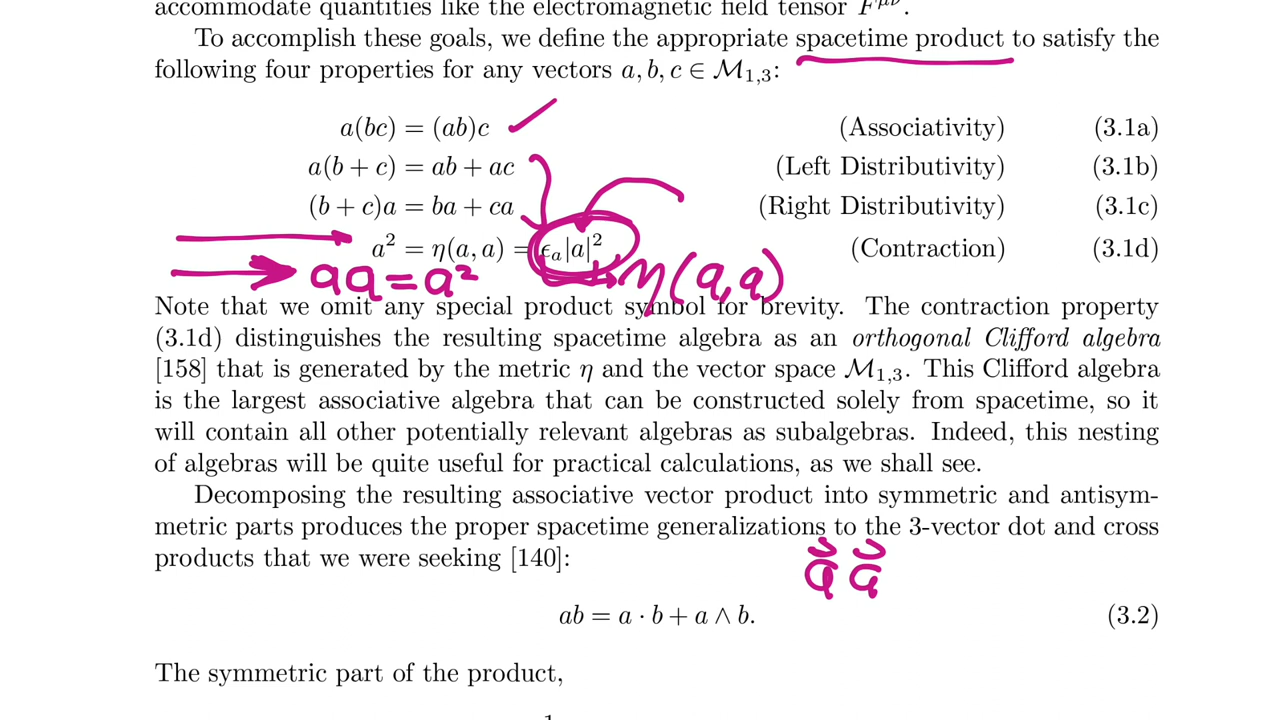 accommodate quantities like the electromagnetic field tensor F^μν.
To accomplish these goals, we define the appropriate spacetime product to satisfy the
following four properties for any vectors a, b, c ∈ M₁,₃:
a(bc) = (ab)c (Associativity) (3.1a)
a(b + c) = ab + ac (Left Distributivity) (3.1b)
(b + c)a = ba + ca (Right Distributivity) (3.1c)
a² = η(a, a) = ϵₐ|a|² (Contraction) (3.1d)
aa = a² η(a,a)
Note that we omit any special product symbol for brevity. The contraction property
(3.1d) distinguishes the resulting spacetime algebra as an orthogonal Clifford algebra
[158] that is generated by the metric η and the vector space M₁,₃. This Clifford algebra
is the largest associative algebra that can be constructed solely from spacetime, so it
will contain all other potentially relevant algebras as subalgebras. Indeed, this nesting
of algebras will be quite useful for practical calculations, as we shall see.
Decomposing the resulting associative vector product into symmetric and antisym-
metric parts produces the proper spacetime generalizations to the 3-vector dot and cross
products that we were seeking [140]:
a a
ab = a · b + a ∧ b. (3.2)
The symmetric part of the product,